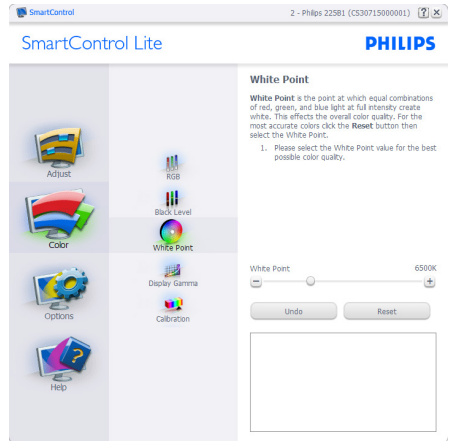 SmartControl
2 - Philips 225B1 (CS30715000001)
?
×
SmartControl Lite
PHILIPS
Adjust
Color
Options
Help
RGB
Black Level
White Point
Display Gamma
Calibration
White Point
White Point is the point at which equal combinations
of red, green, and blue light at full intensity create
white. This effects the overall color quality. For the
most accurate colors click the Reset button then
select the White Point.
1. Please select the White Point value for the best
possible color quality.
White Point 6500K
Undo Reset